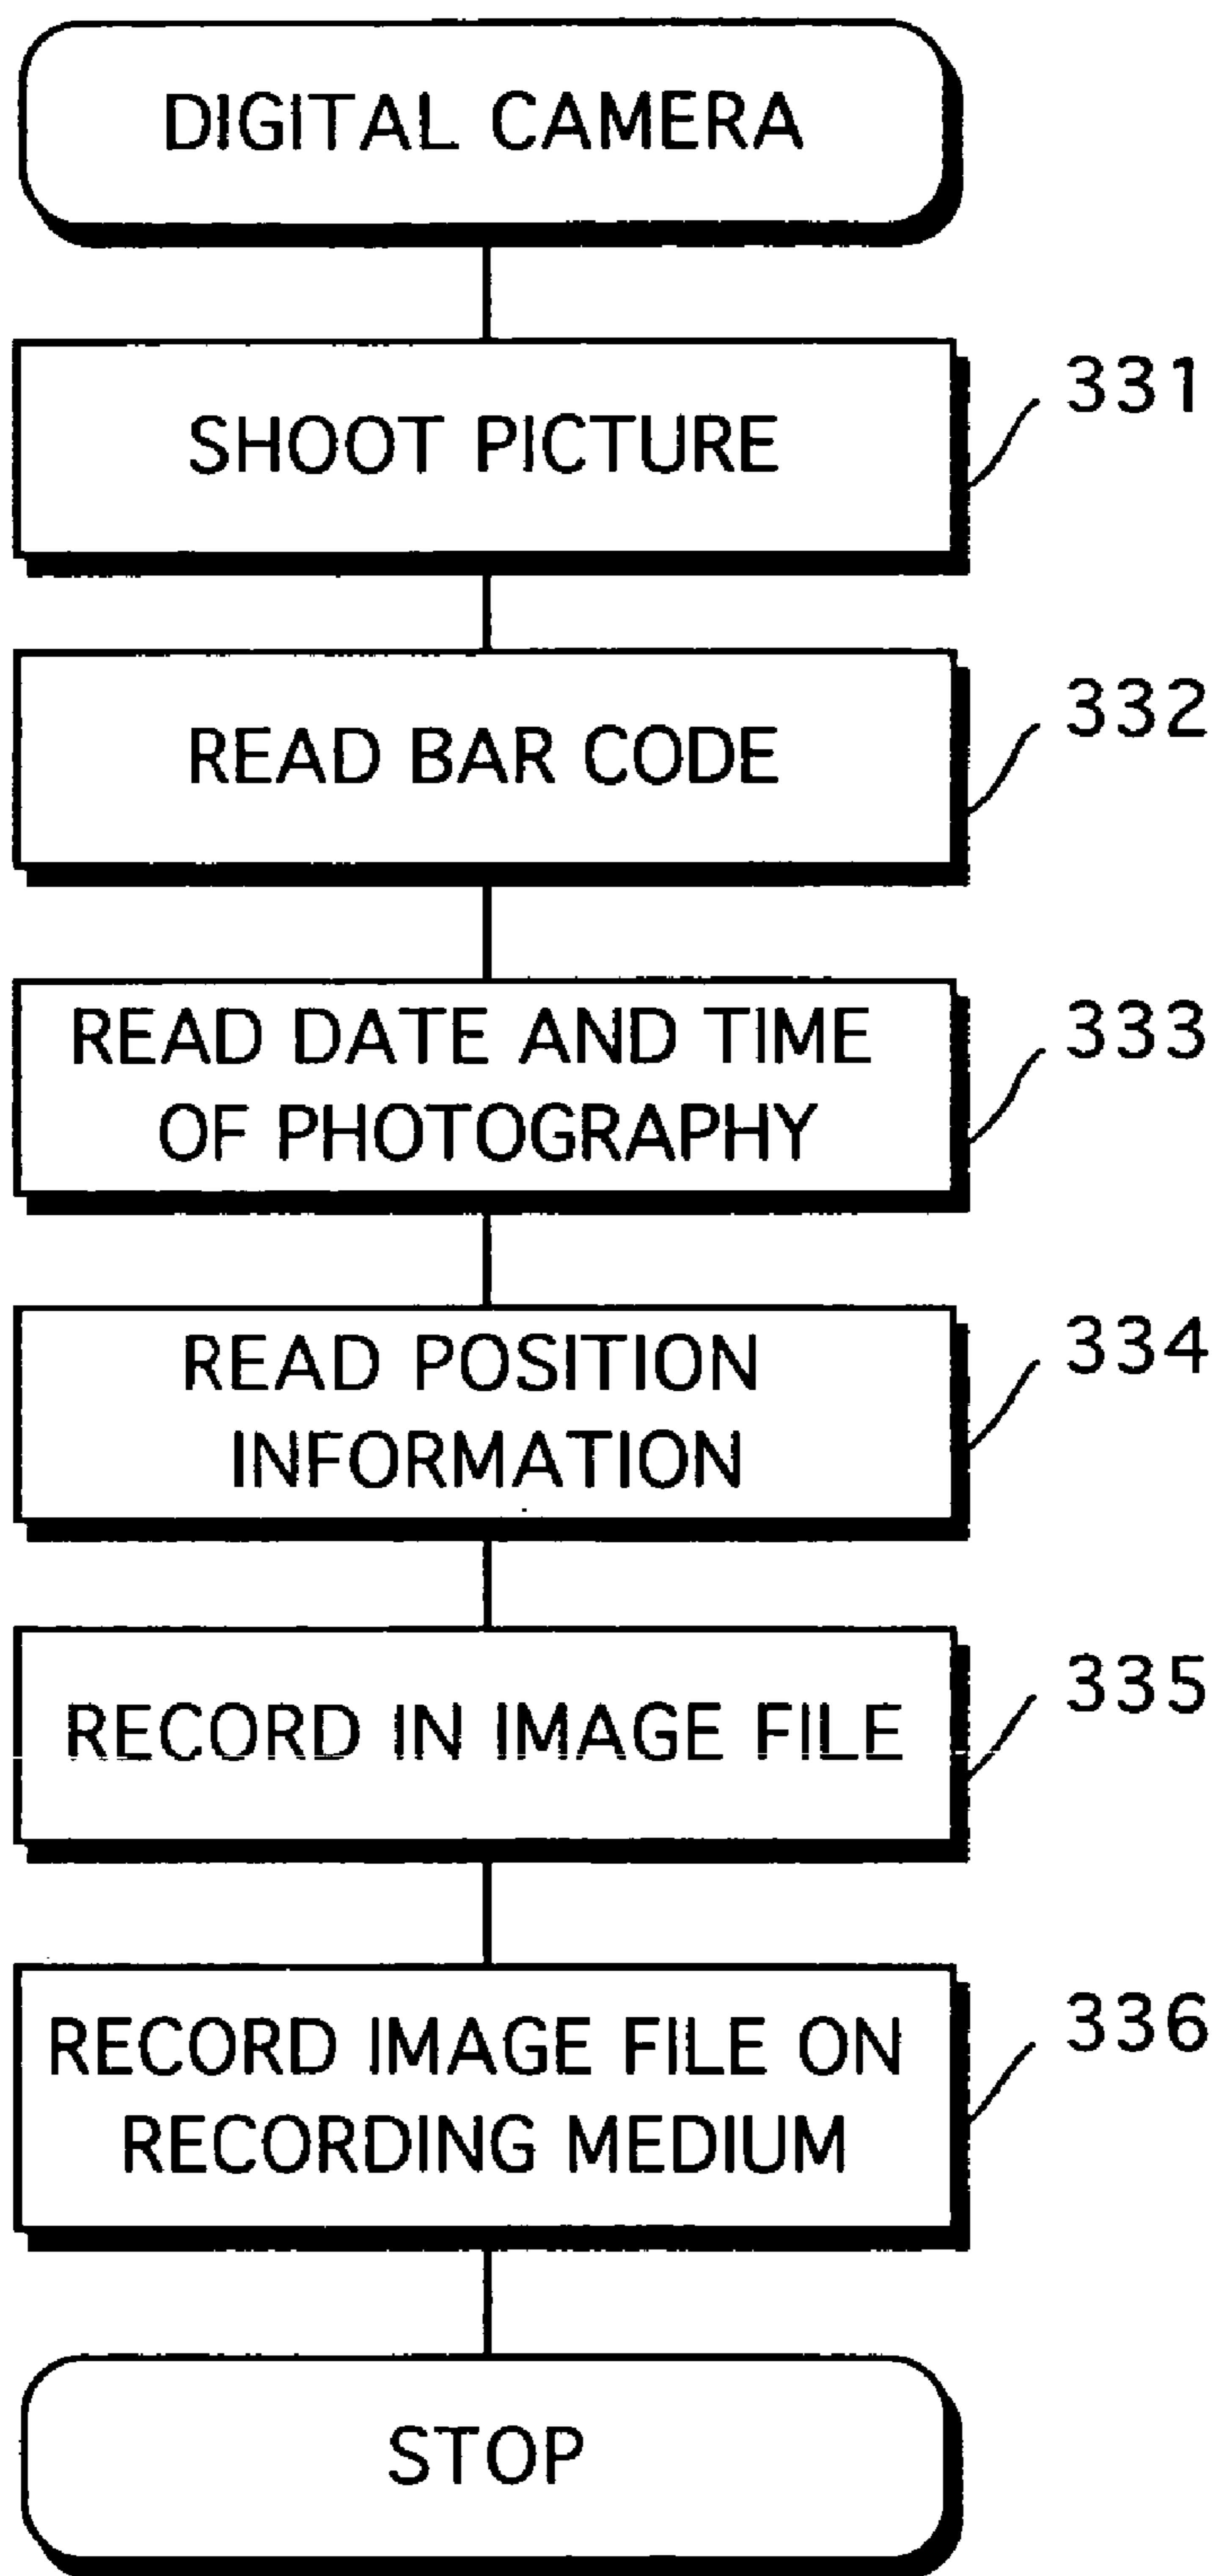 DIGITAL CAMERA
SHOOT PICTURE
331
READ BAR CODE
332
READ DATE AND TIME
OF PHOTOGRAPHY
333
READ POSITION
INFORMATION
334
RECORD IN IMAGE FILE
335
RECORD IMAGE FILE ON
RECORDING MEDIUM
336
STOP